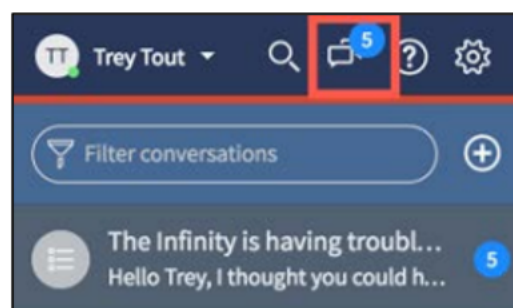 TT Trey Tout 5 ?
Filter conversations
The Infinity is having troubl...
Hello Trey, I thought you could h...
5